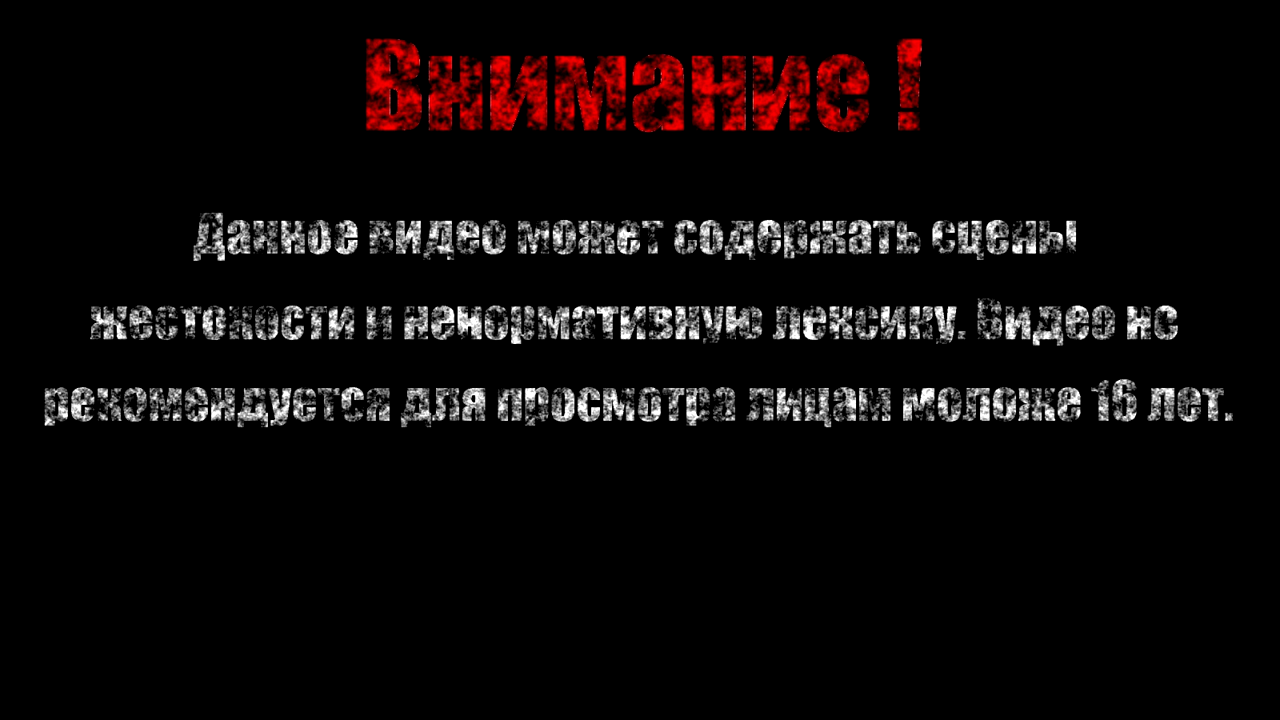 Внимание !
Данное видео может содержать сцены
жестокости и ненормативную лексику. Видео не
рекомендуется для просмотра лицам моложе 16 лет.